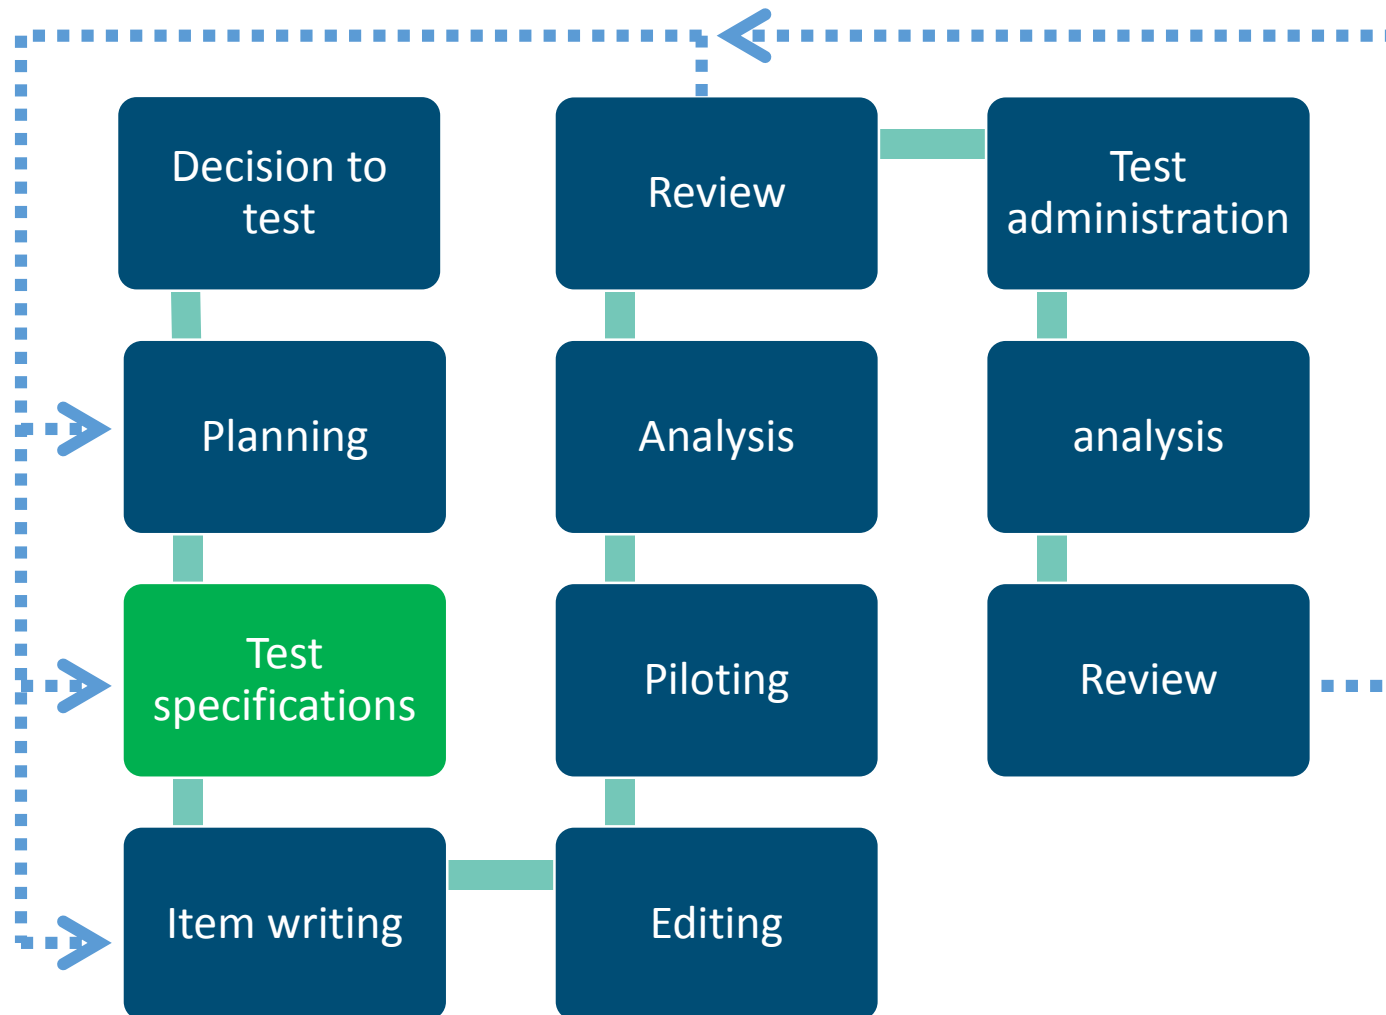 Decision to
test
Planning
Test
specifications
Item writing
Editing
Piloting
Analysis
Review
Test
administration
analysis
Review